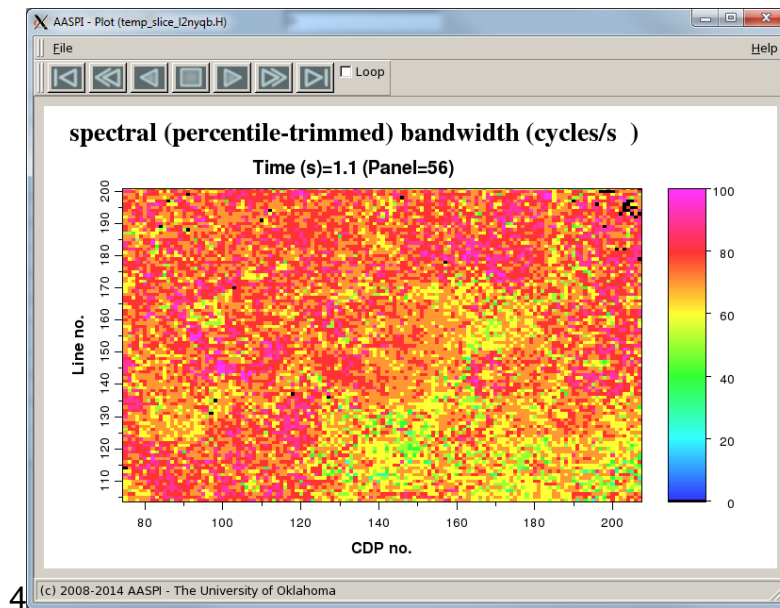 AASPI - Plot (temp_slice_l2nyqb.H)
File Help
Loop
spectral (percentile-trimmed) bandwidth (cycles/s )
Time (s)=1.1 (Panel=56)
200
190
180
170
160
150
140
130
120
110
Line no.
80 100 120 140 160 180 200
CDP no.
100
80
60
40
20
0
(c) 2008-2014 AASPI - The University of Oklahoma
4